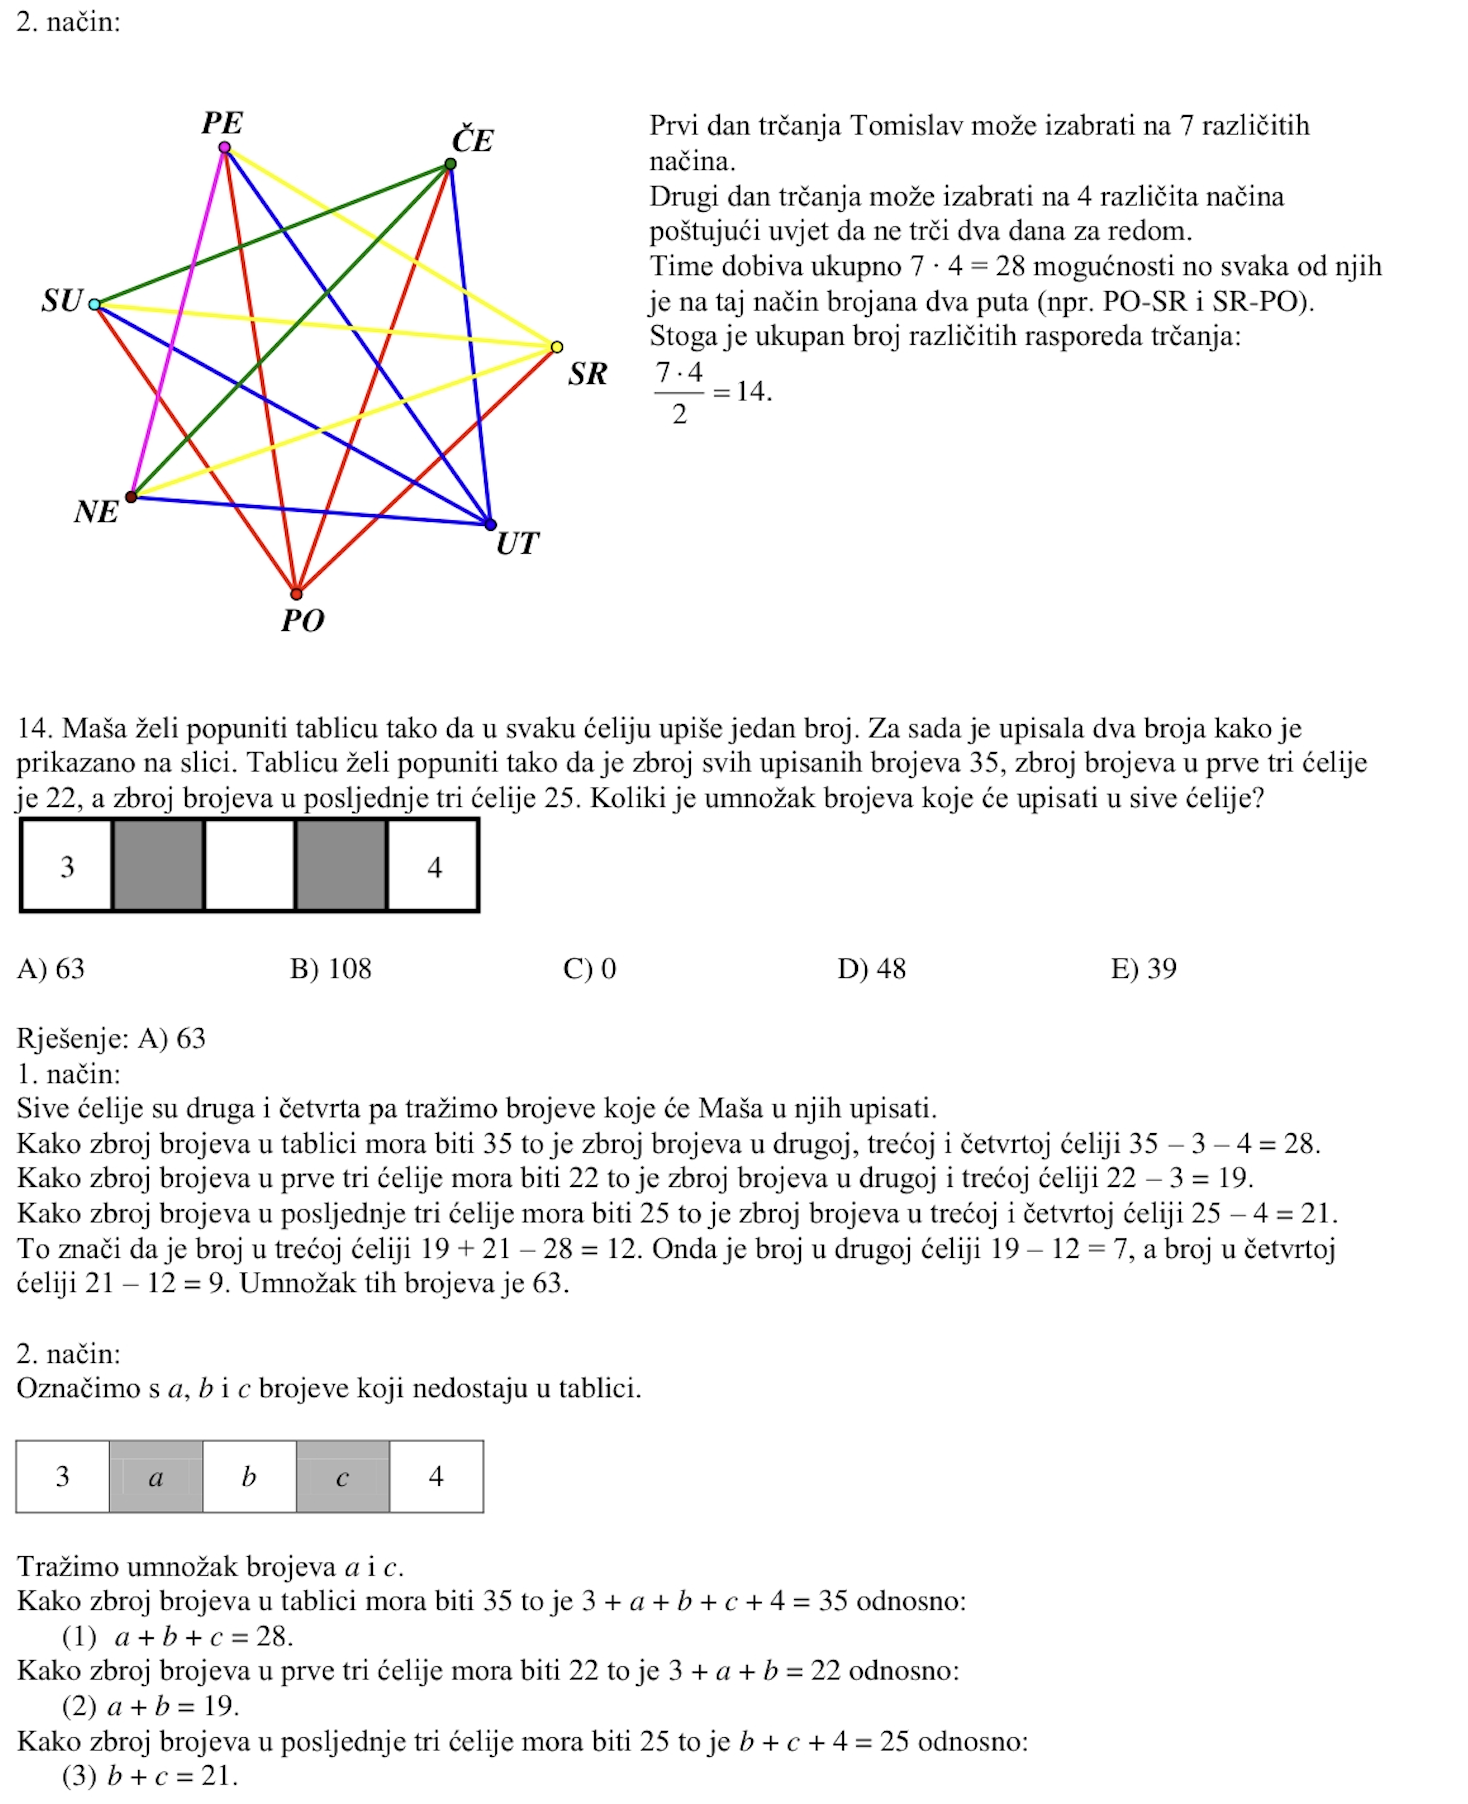 2. način:
PE
ČE
SU
SR
NE
UT
PO
Prvi dan trčanja Tomislav može izabrati na 7 različitih
načina.
Drugi dan trčanja može izabrati na 4 različita načina
poštujući uvjet da ne trči dva dana za redom.
Time dobiva ukupno 7 · 4 = 28 mogućnosti no svaka od njih
je na taj način brojana dva puta (npr. PO-SR i SR-PO).
Stoga je ukupan broj različitih rasporeda trčanja:
7 · 4
2
= 14.
14. Maša želi popuniti tablicu tako da u svaku ćeliju upiše jedan broj. Za sada je upisala dva broja kako je
prikazano na slici. Tablicu želi popuniti tako da je zbroj svih upisanih brojeva 35, zbroj brojeva u prve tri ćelije
je 22, a zbroj brojeva u posljednje tri ćelije 25. Koliki je umnožak brojeva koje će upisati u sive ćelije?
3 4
A) 63 B) 108 C) 0 D) 48 E) 39
Rješenje: A) 63
1. način:
Sive ćelije su druga i četvrta pa tražimo brojeve koje će Maša u njih upisati.
Kako zbroj brojeva u tablici mora biti 35 to je zbroj brojeva u drugoj, trećoj i četvrtoj ćeliji 35 – 3 – 4 = 28.
Kako zbroj brojeva u prve tri ćelije mora biti 22 to je zbroj brojeva u drugoj i trećoj ćeliji 22 – 3 = 19.
Kako zbroj brojeva u posljednje tri ćelije mora biti 25 to je zbroj brojeva u trećoj i četvrtoj ćeliji 25 – 4 = 21.
To znači da je broj u trećoj ćeliji 19 + 21 – 28 = 12. Onda je broj u drugoj ćeliji 19 – 12 = 7, a broj u četvrtoj
ćeliji 21 – 12 = 9. Umnožak tih brojeva je 63.
2. način:
Označimo s a, b i c brojeve koji nedostaju u tablici.
3 a b c 4
Tražimo umnožak brojeva a i c.
Kako zbroj brojeva u tablici mora biti 35 to je 3 + a + b + c + 4 = 35 odnosno:
(1) a + b + c = 28.
Kako zbroj brojeva u prve tri ćelije mora biti 22 to je 3 + a + b = 22 odnosno:
(2) a + b = 19.
Kako zbroj brojeva u posljednje tri ćelije mora biti 25 to je b + c + 4 = 25 odnosno:
(3) b + c = 21.